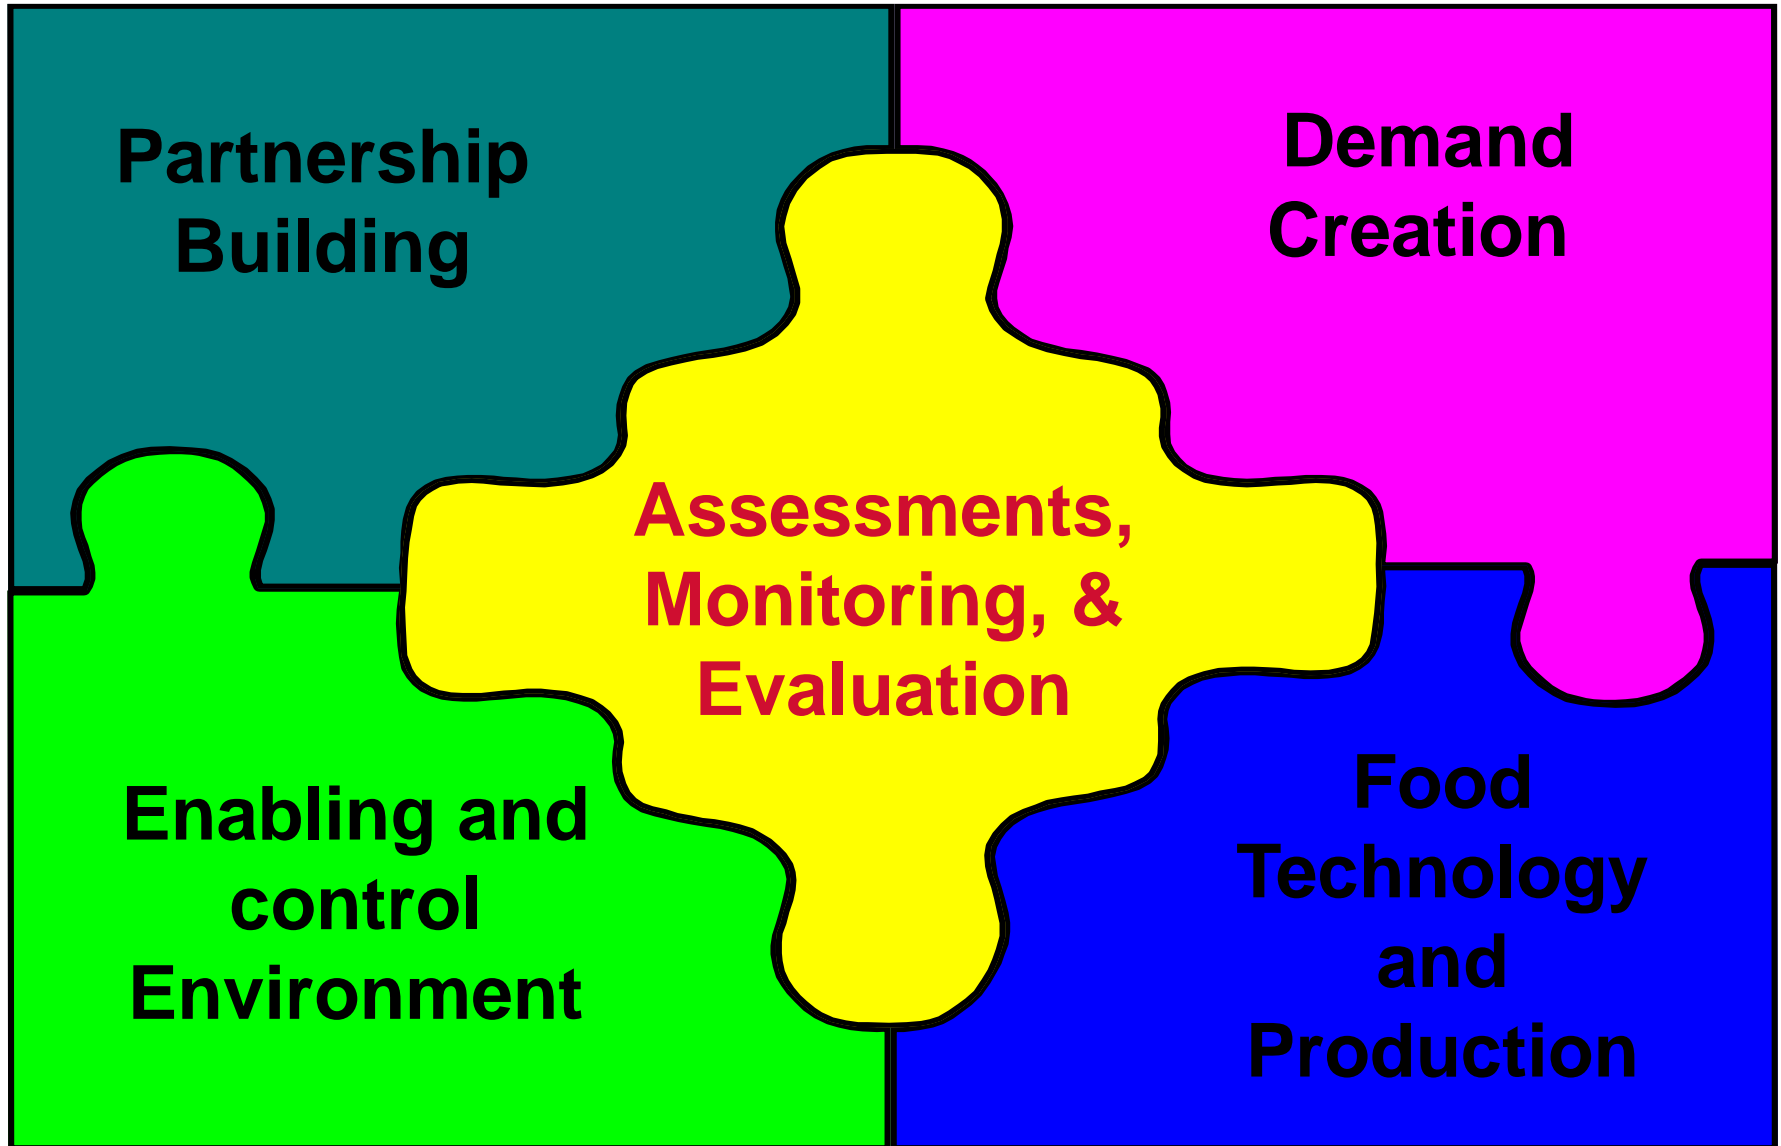 Partnership
Building
Demand
Creation
Assessments,
Monitoring, &
Evaluation
Enabling and
control
Environment
Food
Technology
and
Production